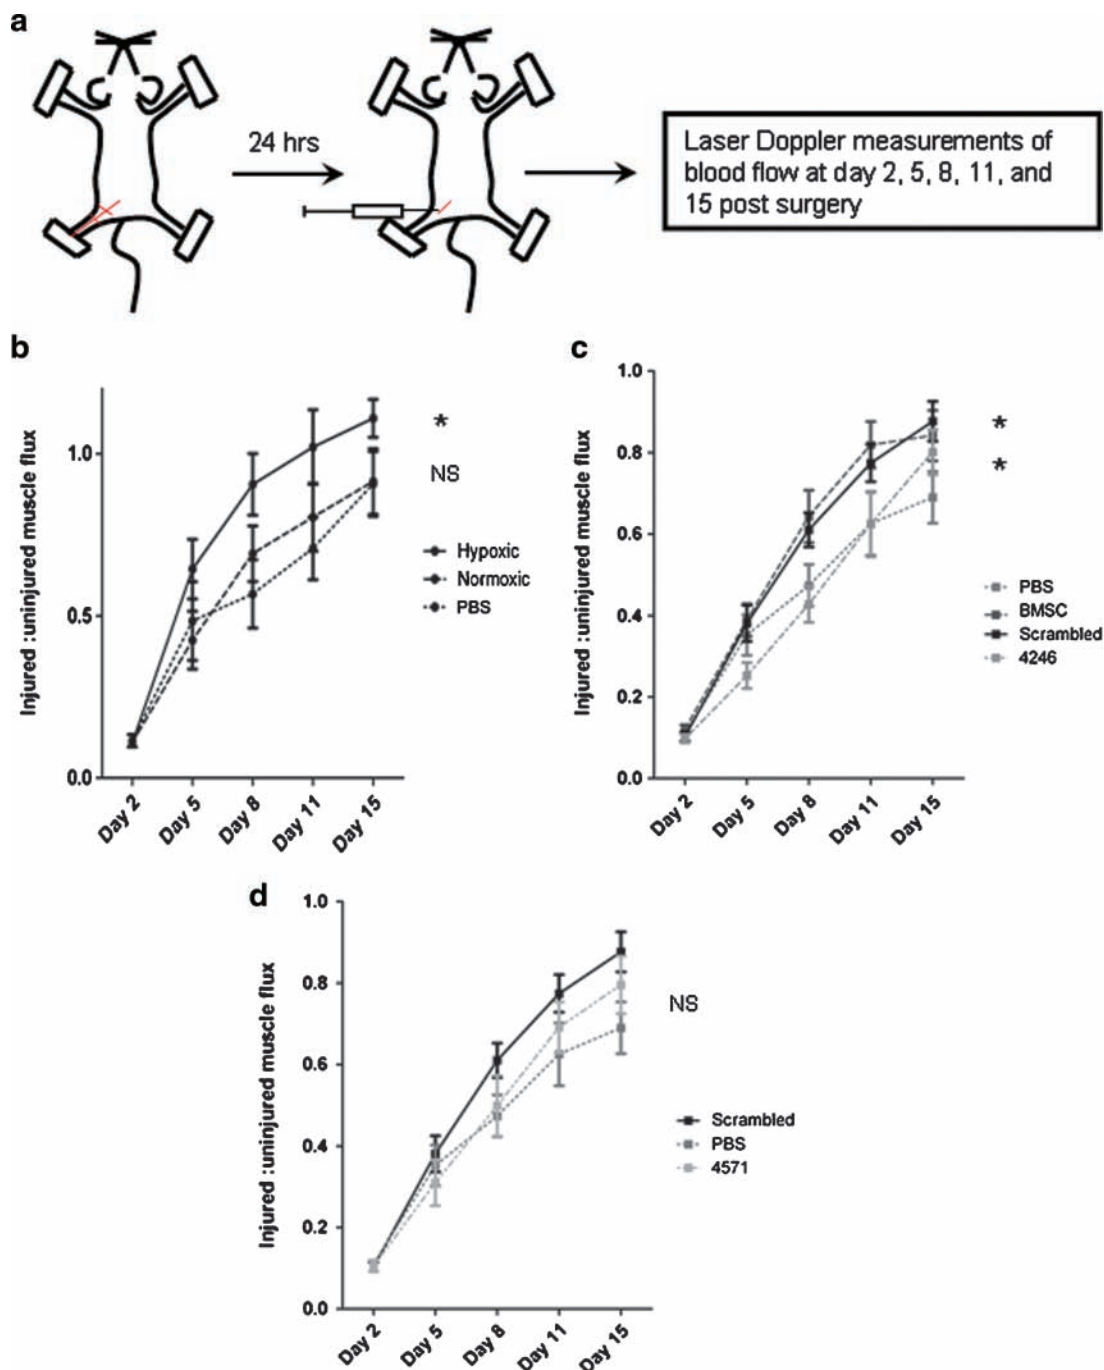 a
24 hrs
Laser Doppler measurements of
blood flow at day 2, 5, 8, 11, and
15 post surgery
b
Injured :uninjured muscle flux
1.0
0.5
0.0
Day 2
Day 5
Day 8
Day 11
Day 15
*
NS
Hypoxic
Normoxic
PBS
c
Injured :uninjured muscle flux
1.0
0.8
0.6
0.4
0.2
0.0
Day 2
Day 5
Day 8
Day 11
Day 15
*
*
PBS
BMSC
Scrambled
4246
d
Injured :uninjured muscle flux
1.0
0.8
0.6
0.4
0.2
0.0
Day 2
Day 5
Day 8
Day 11
Day 15
NS
Scrambled
PBS
4571